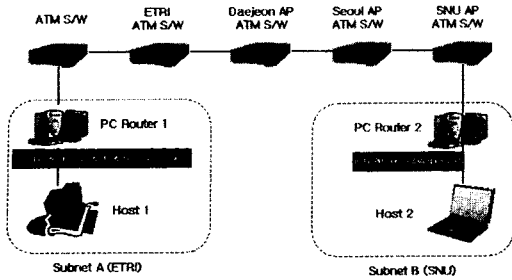 ATM S/W
ETRI
ATM S/W
Daejeon AP
ATM S/W
Seoul AP
ATM S/W
SNU AP
ATM S/W
PC Router 1
PC Router 2
Host 1
Host 2
Subnet A (ETRI)
Subnet B (SNU)